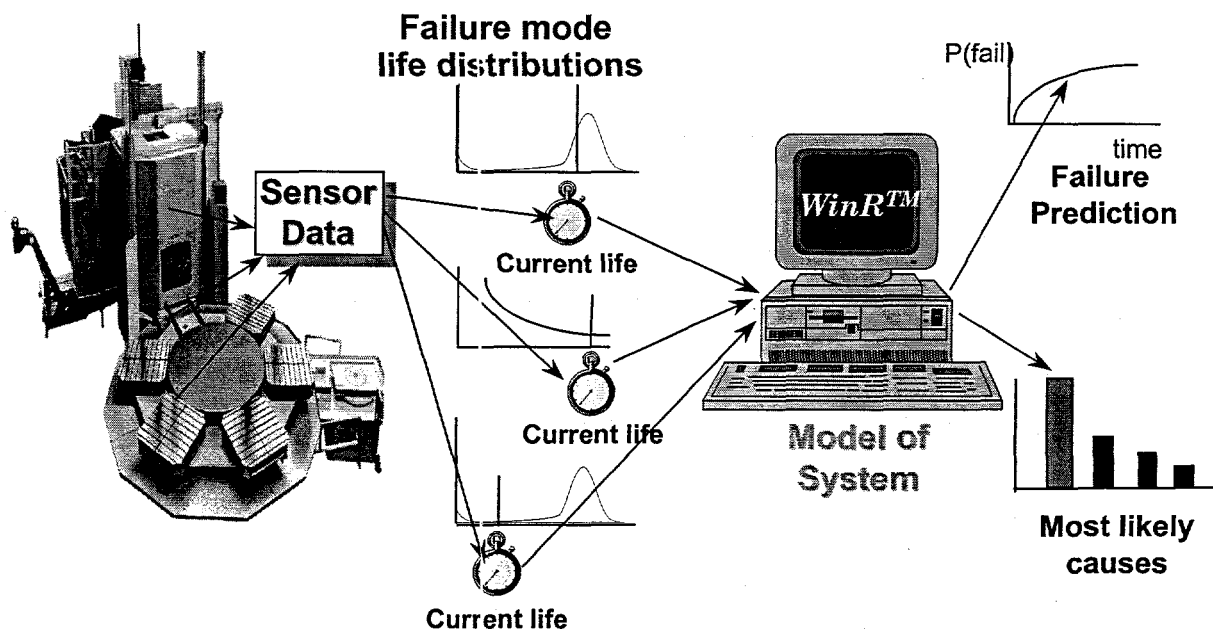 Failure mode
life distributions
Sensor
Data
Current life
Current life
Current life
WinR™
Model of
System
P(fail)
time
Failure
Prediction
Most likely
causes